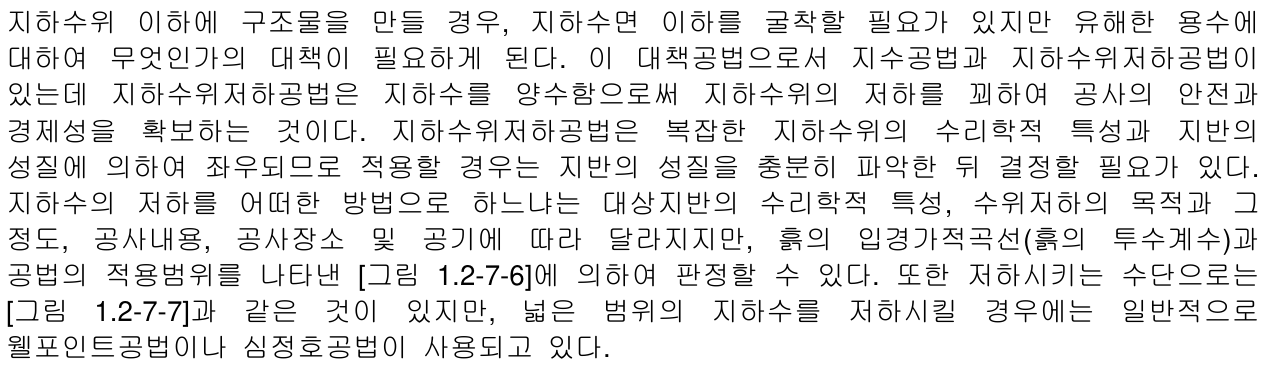 지하수위 이하에 구조물을 만들 경우, 지하수면 이하를 굴착할 필요가 있지만 유해한 용수에
대하여 무엇인가의 대책이 필요하게 된다. 이 대책공법으로서 지수공법과 지하수위저하공법이
있는데 지하수위저하공법은 지하수를 양수함으로써 지하수위의 저하를 꾀하여 공사의 안전과
경제성을 확보하는 것이다. 지하수위저하공법은 복잡한 지하수위의 수리학적 특성과 지반의
성질에 의하여 좌우되므로 적용할 경우는 지반의 성질을 충분히 파악한 뒤 결정할 필요가 있다.
지하수의 저하를 어떠한 방법으로 하느냐는 대상지반의 수리학적 특성, 수위저하의 목적과 그
정도, 공사내용, 공사장소 및 공기에 따라 달라지지만, 흙의 입경가적곡선(흙의 투수계수)과
공법의 적용범위를 나타낸 [그림 1.2-7-6]에 의하여 판정할 수 있다. 또한 저하시키는 수단으로는
[그림 1.2-7-7]과 같은 것이 있지만, 넓은 범위의 지하수를 저하시킬 경우에는 일반적으로
웰포인트공법이나 심정호공법이 사용되고 있다.